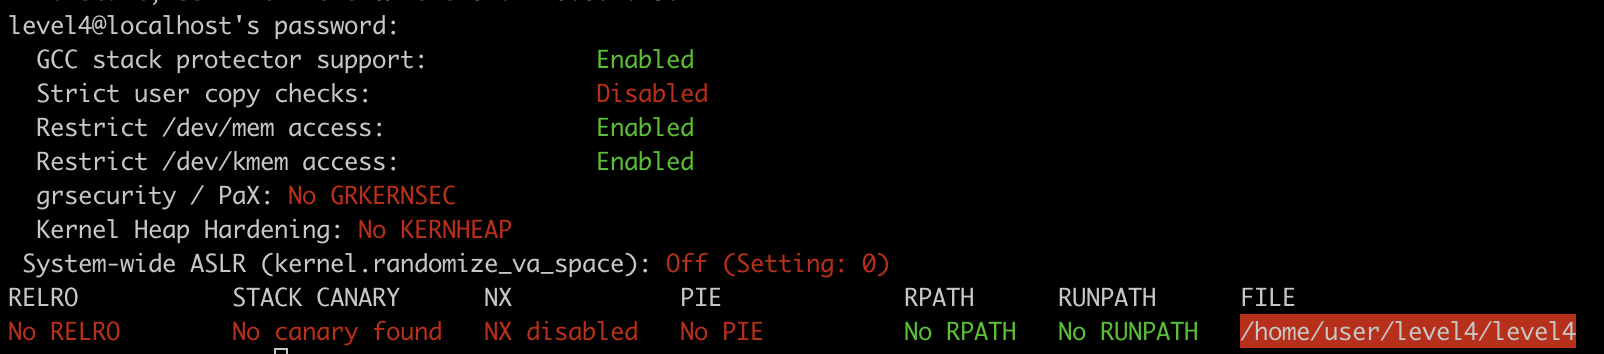 level4@localhost's password:
GCC stack protector support: Enabled
Strict user copy checks: Disabled
Restrict /dev/mem access: Enabled
Restrict /dev/kmem access: Enabled
grsecurity / PaX: No GRKERNSEC
Kernel Heap Hardening: No KERNHEAP
System-wide ASLR (kernel.randomize_va_space): Off (Setting: 0)
RELRO STACK CANARY NX PIE RPATH RUNPATH FILE
No RELRO No canary found NX disabled No PIE No RPATH No RUNPATH /home/user/level4/level4